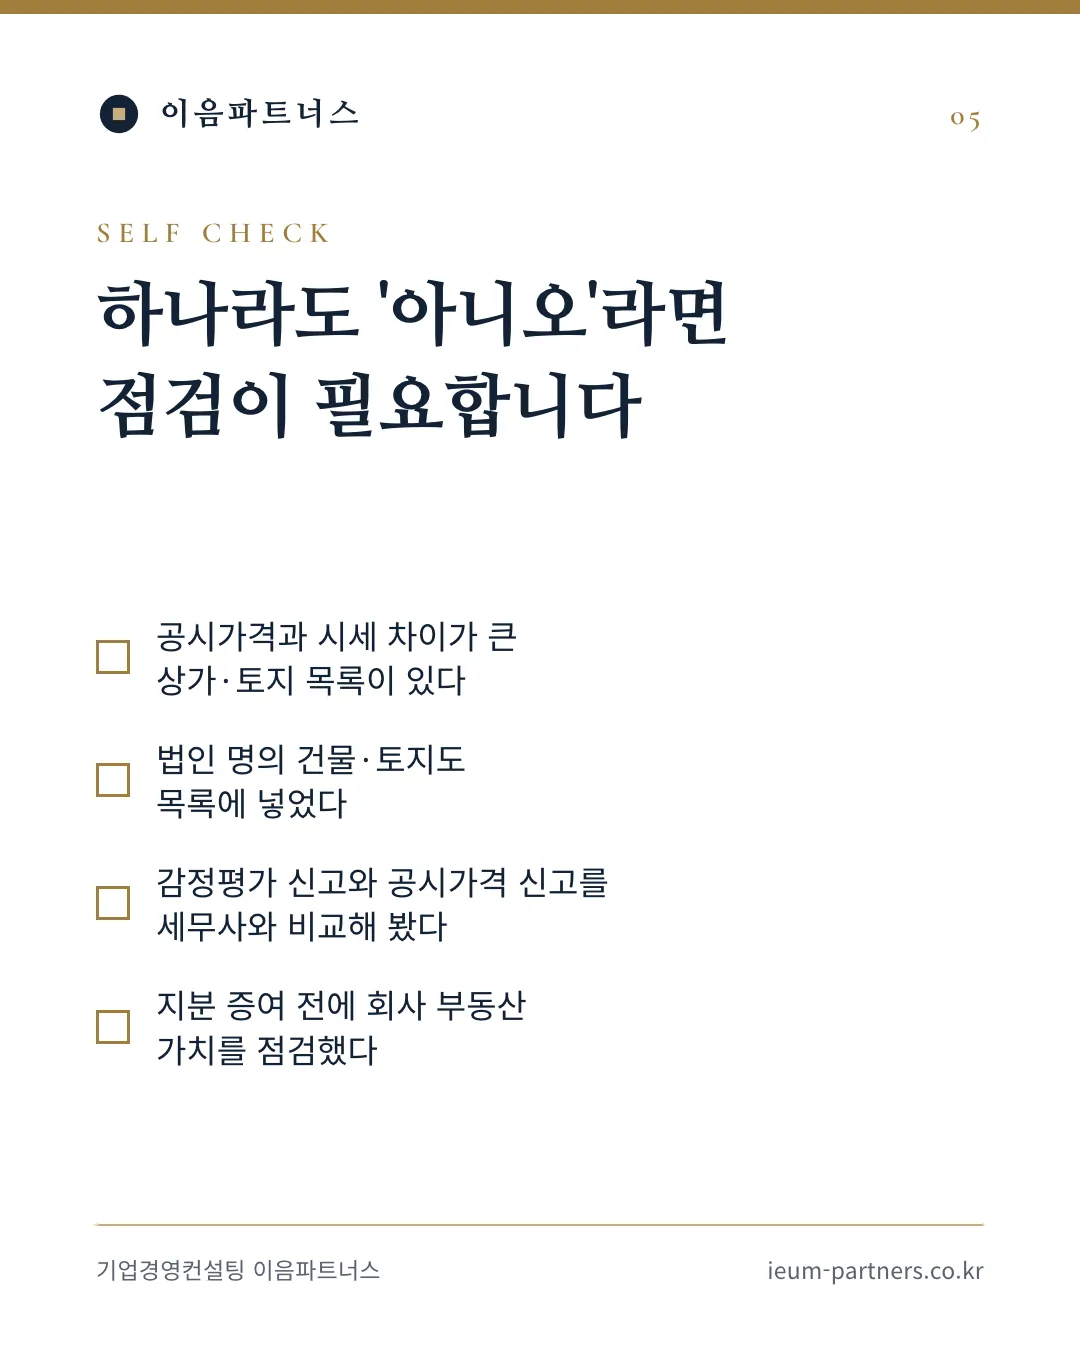 이음파트너스
05
SELF CHECK
하나라도 '아니오'라면
점검이 필요합니다
공시가격과 시세 차이가 큰
상가·토지 목록이 있다
법인 명의 건물·토지도
목록에 넣었다
감정평가 신고와 공시가격 신고를
세무사와 비교해 봤다
지분 증여 전에 회사 부동산
가치를 점검했다
기업경영컨설팅 이음파트너스
ieum-partners.co.kr